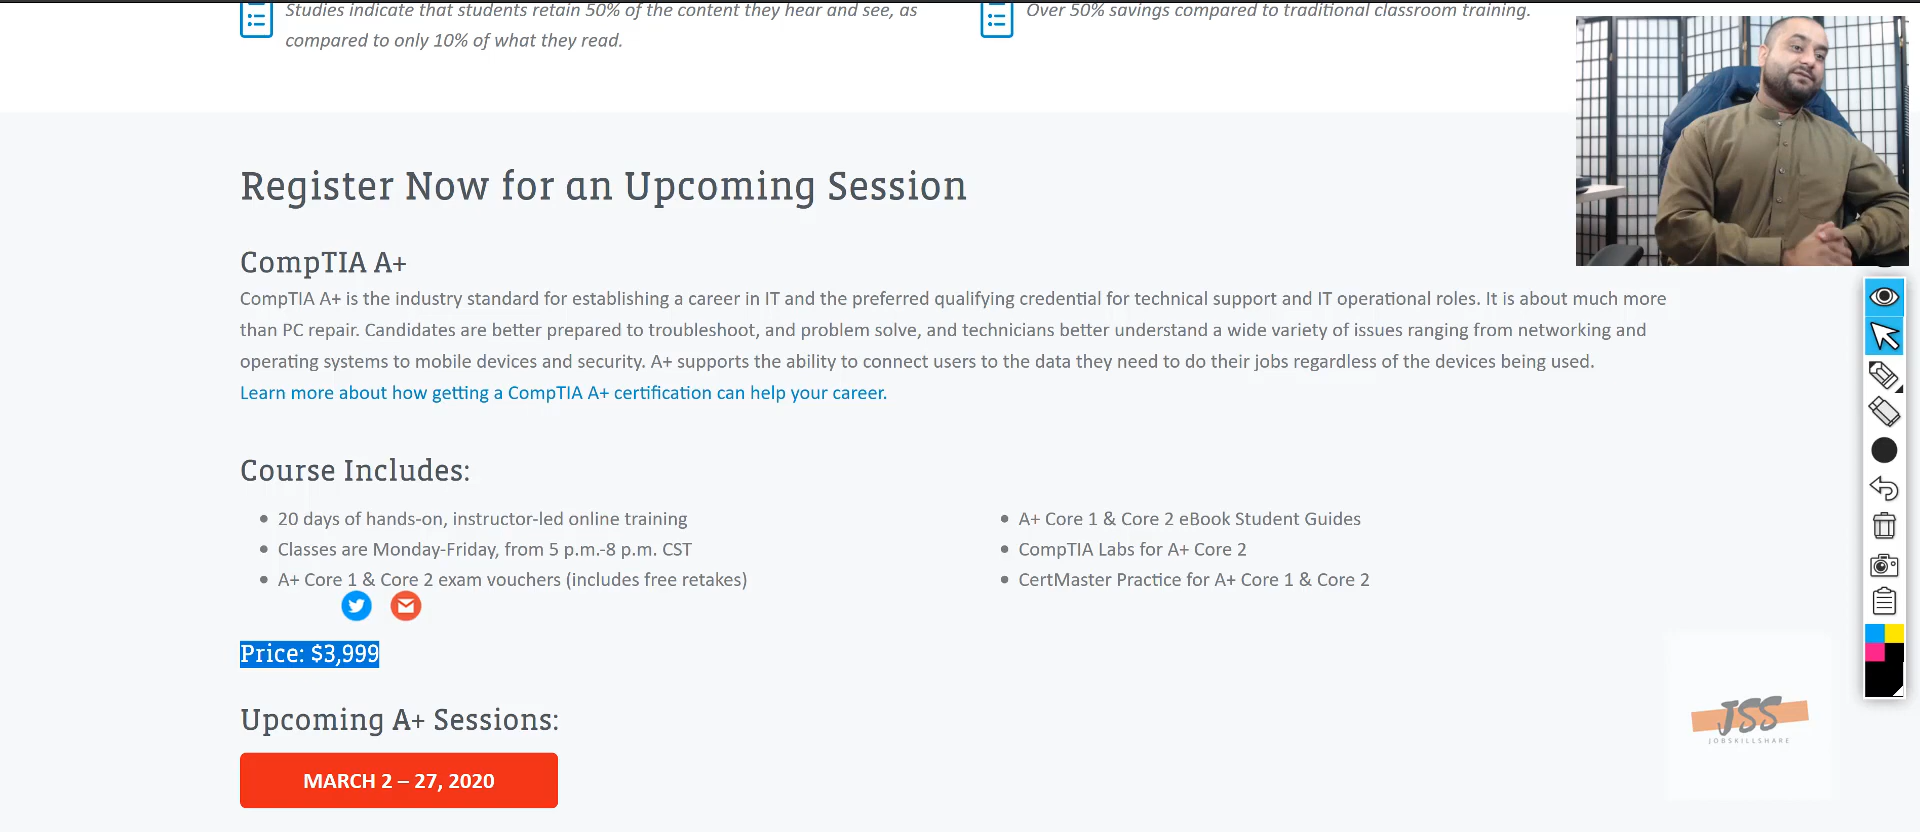 Studies indicate that students retain 50% of the content they hear and see, as
compared to only 10% of what they read.
Over 50% savings compared to traditional classroom training.
Register Now for an Upcoming Session
CompTIA A+
CompTIA A+ is the industry standard for establishing a career in IT and the preferred qualifying credential for technical support and IT operational roles. It is about much more
than PC repair. Candidates are better prepared to troubleshoot, and problem solve, and technicians better understand a wide variety of issues ranging from networking and
operating systems to mobile devices and security. A+ supports the ability to connect users to the data they need to do their jobs regardless of the devices being used.
Learn more about how getting a CompTIA A+ certification can help your career.
Course Includes:
20 days of hands-on, instructor-led online training
Classes are Monday-Friday, from 5 p.m.-8 p.m. CST
A+ Core 1 & Core 2 exam vouchers (includes free retakes)
A+ Core 1 & Core 2 eBook Student Guides
CompTIA Labs for A+ Core 2
CertMaster Practice for A+ Core 1 & Core 2
Price: $3,999
Upcoming A+ Sessions:
MARCH 2 – 27, 2020
JSS
JOBSKILLSHARE